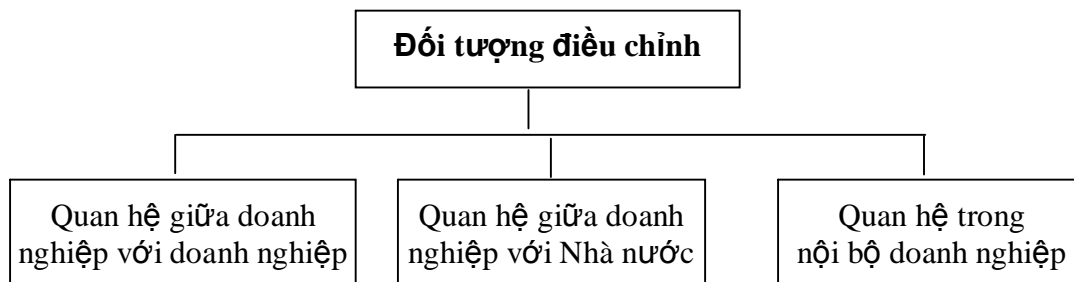 Đối tượng điều chỉnh
Quan hệ giữa doanh
nghiệp với doanh nghiệp
Quan hệ giữa doanh
nghiệp với Nhà nước
Quan hệ trong
nội bộ doanh nghiệp